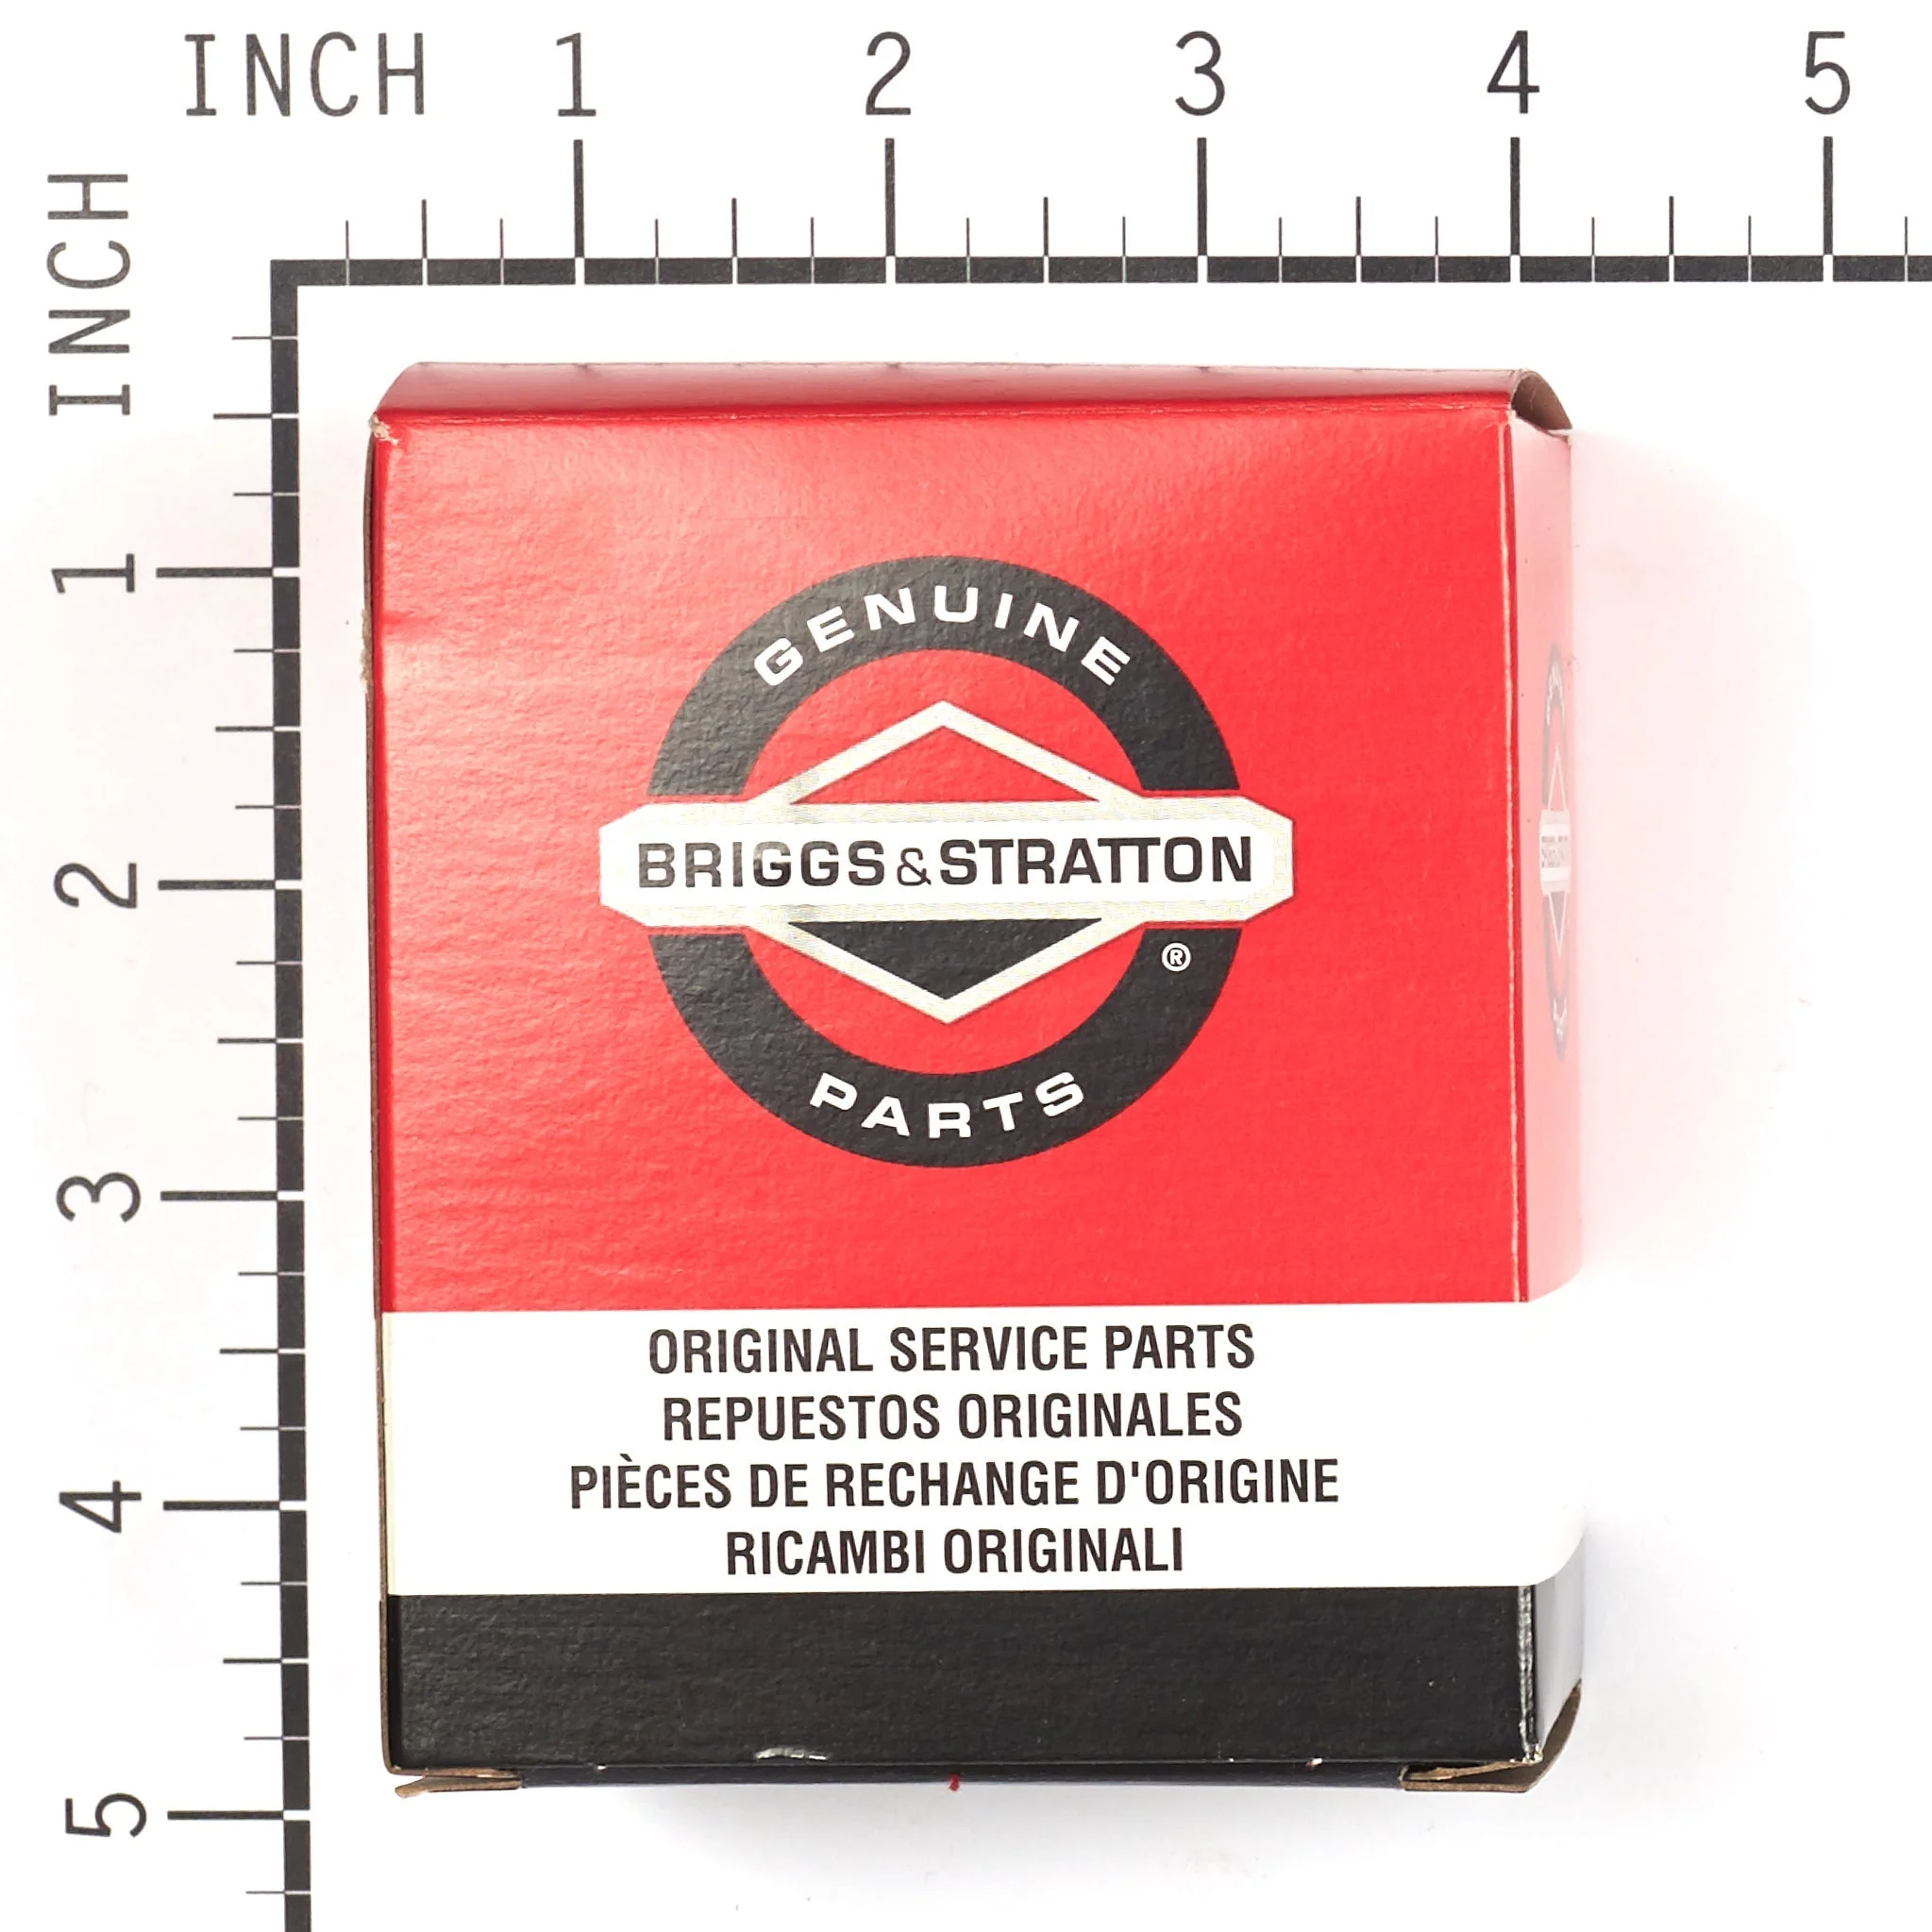 INCH 1 2 3 4 5
INCH
1
2
3
4
5
GENUINE
BRIGGS & STRATTON
®
PARTS
ORIGINAL SERVICE PARTS
REPUESTOS ORIGINALES
PIÈCES DE RECHANGE D'ORIGINE
RICAMBI ORIGINALI